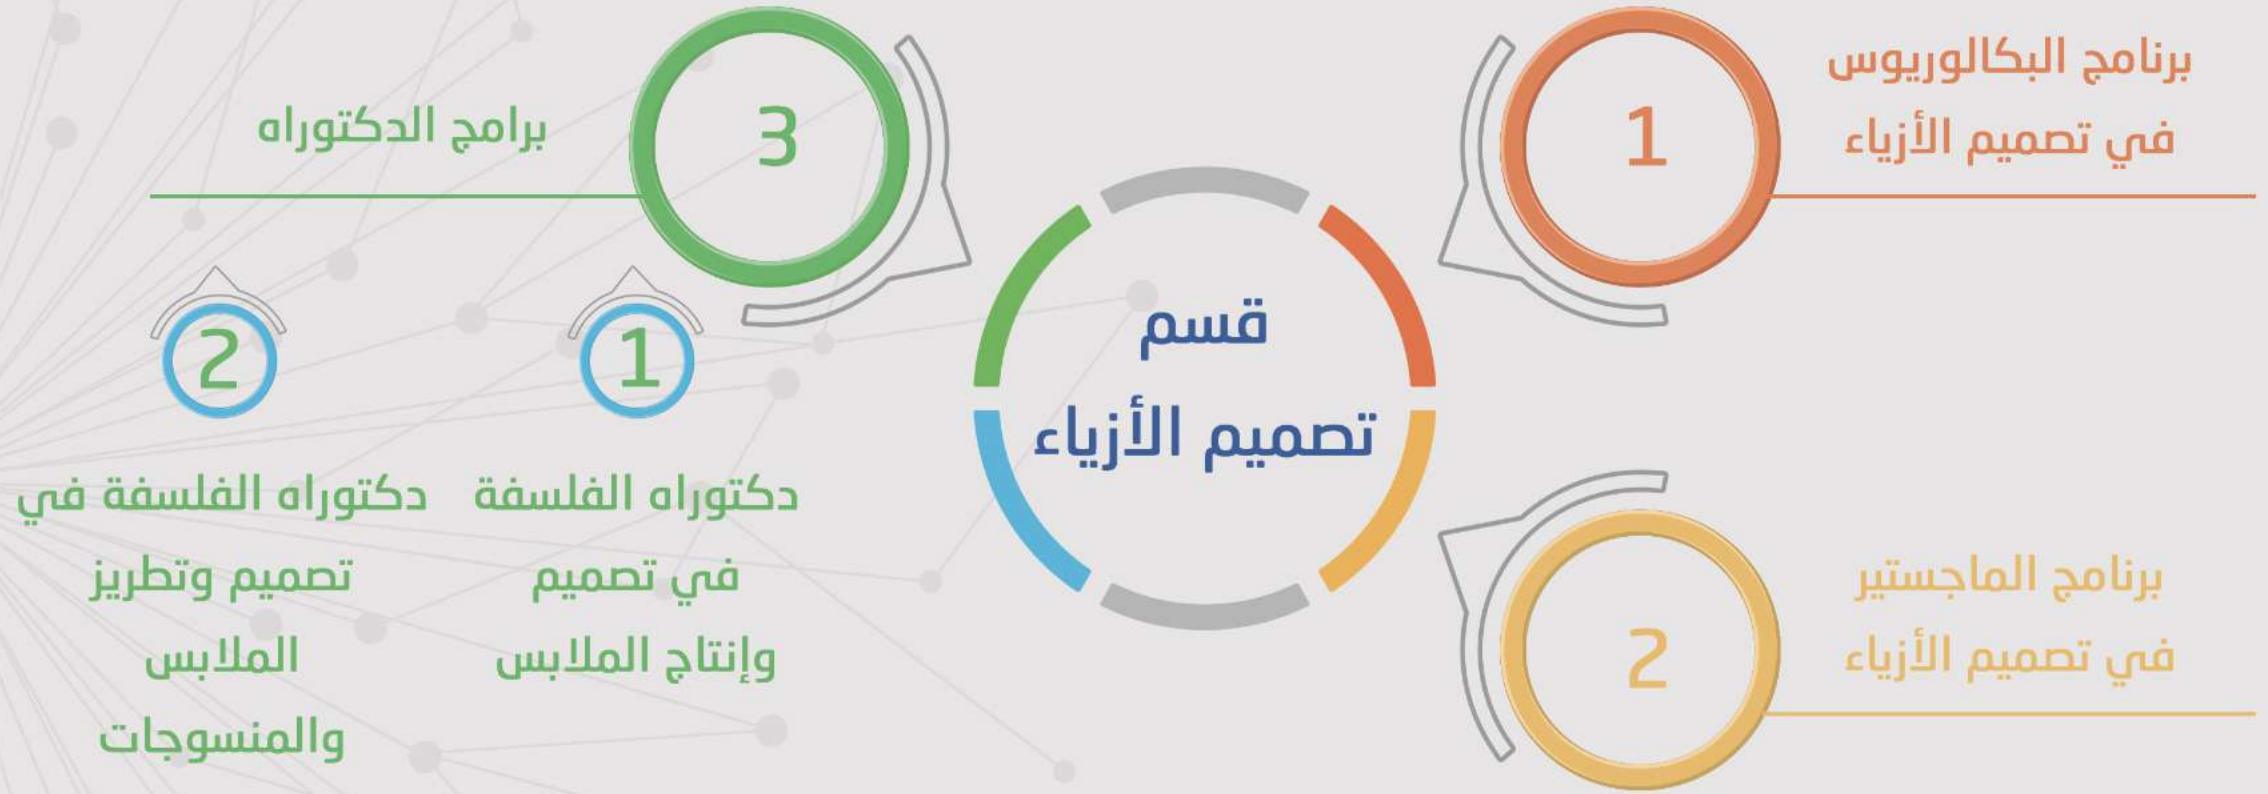 قسم
تصميم الأزياء
1
برنامج البكالوريوس
في تصميم الأزياء
2
برنامج الماجستير
في تصميم الأزياء
3
برامج الدكتوراه
1
دكتوراه الفلسفة
في تصميم
وإنتاج الملابس
2
دكتوراه الفلسفة في
تصميم وتطريز
الملابس
والمنسوجات